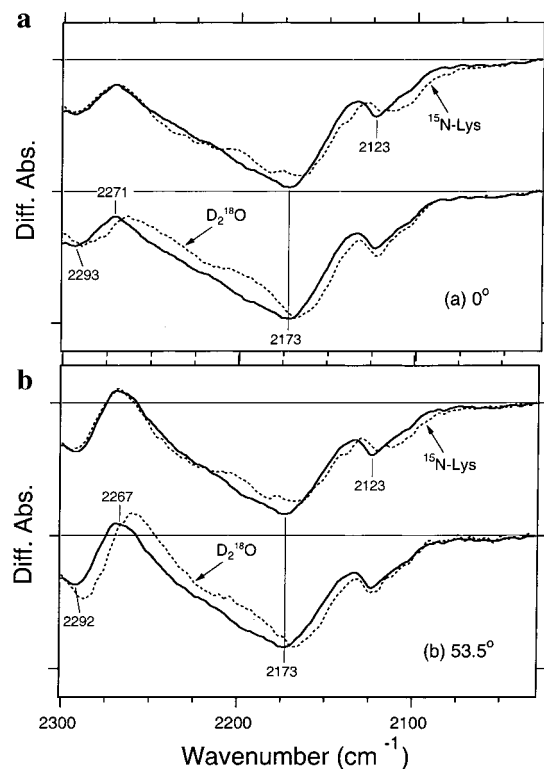 a
Diff. Abs.
2123
¹⁵N-Lys
2271
D₂¹⁸O
2293
2173
(a) 0°
b
Diff. Abs.
2123
¹⁵N-Lys
2267
D₂¹⁸O
2292
2173
(b) 53.5°
2300 2200 2100
Wavenumber (cm⁻¹)